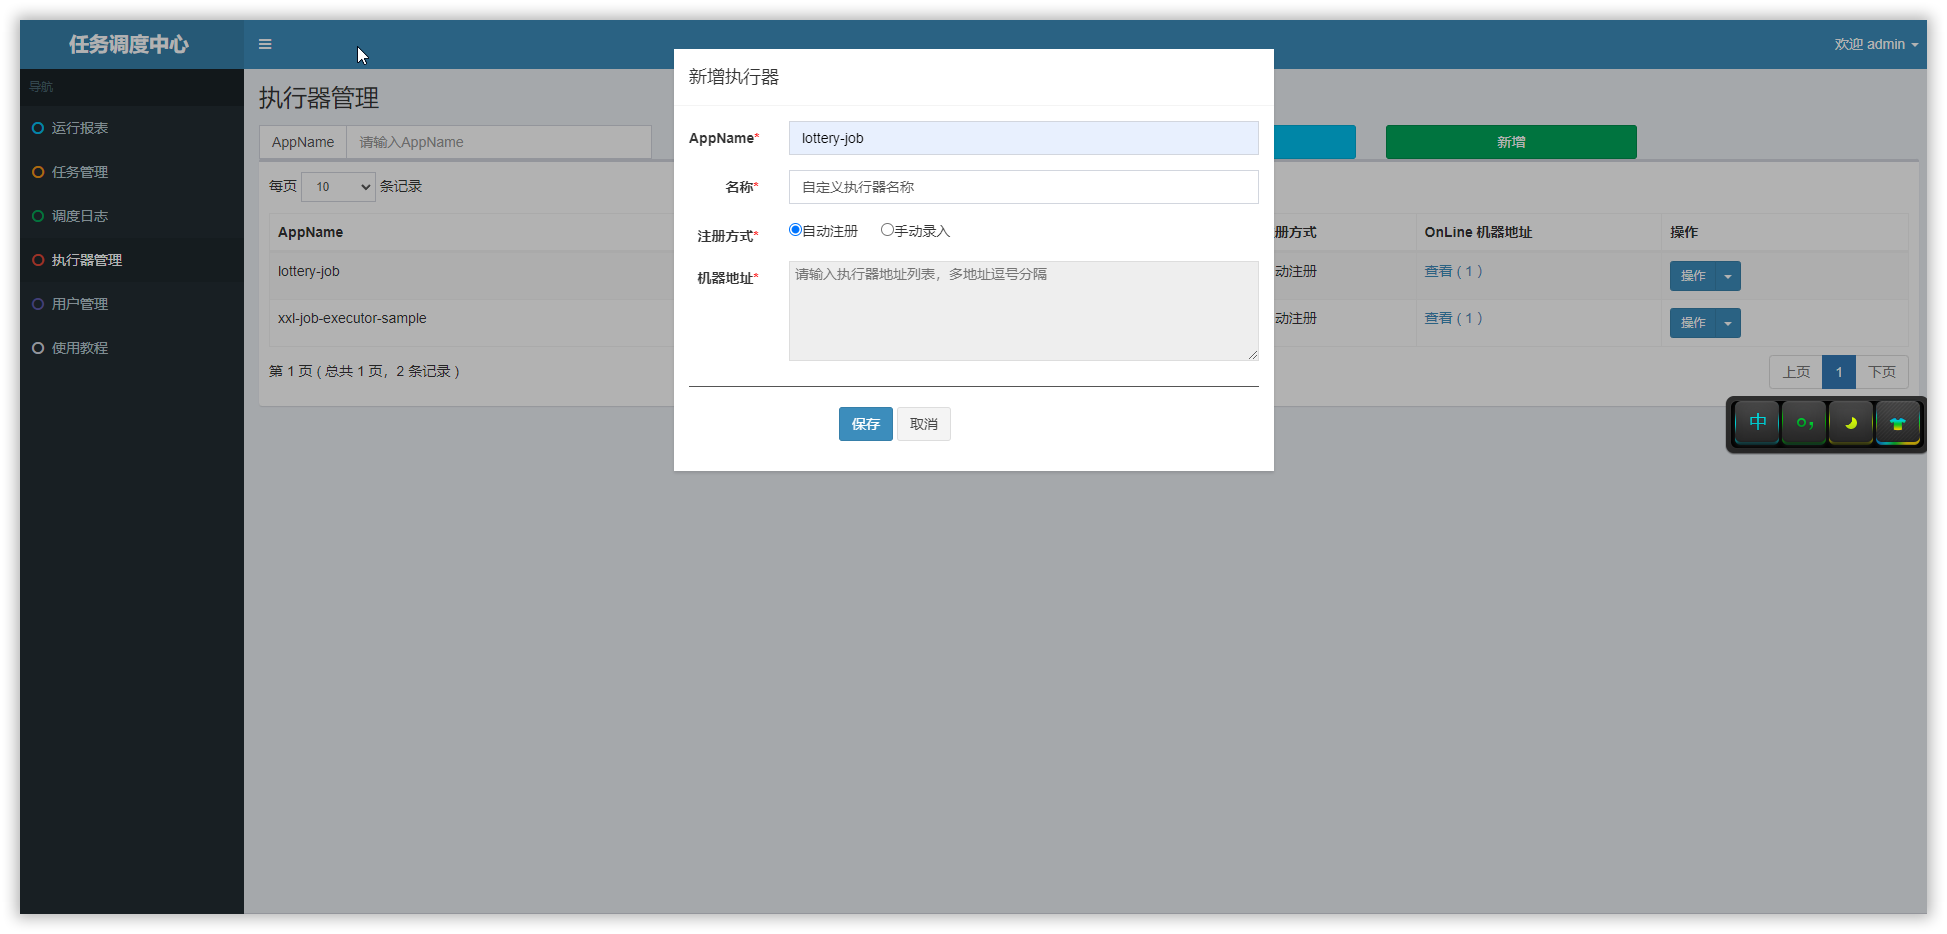 任务调度中心
欢迎 admin
导航
运行报表
任务管理
调度日志
执行器管理
用户管理
使用教程
执行器管理
AppName 请输入AppName
新增
每页 10 条记录
AppName 册方式 OnLine 机器地址 操作
lottery-job 动注册 查看 ( 1 ) 操作
xxl-job-executor-sample 动注册 查看 ( 1 ) 操作
第 1 页 ( 总共 1 页，2 条记录 )
上页 1 下页
新增执行器
AppName* lottery-job
名称* 自定义执行器名称
注册方式* 自动注册 手动录入
机器地址* 请输入执行器地址列表，多地址逗号分隔
保存 取消
中